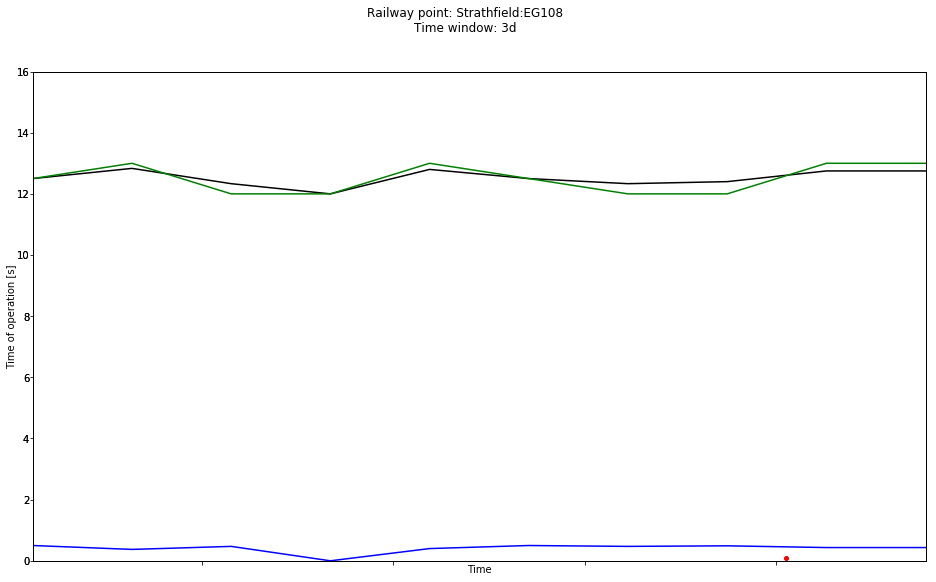 Railway point: Strathfield:EG108
Time window: 3d
16
14
12
10
8
6
4
2
0
Time of operation [s]
Time